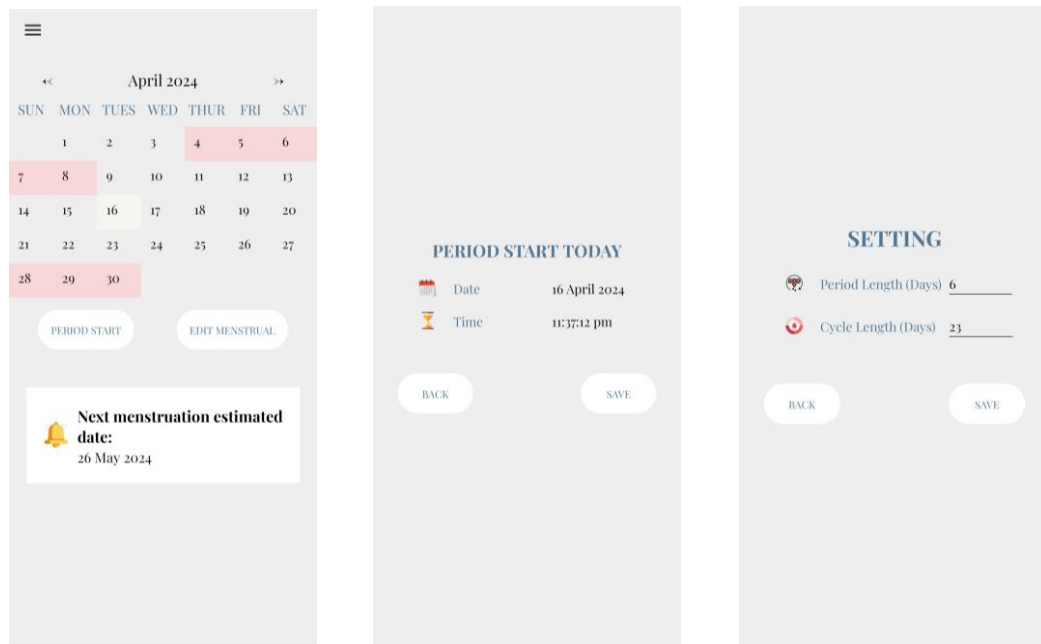 April 2024
SUN MON TUES WED THUR FRI SAT
1 2 3 4 5 6
7 8 9 10 11 12 13
14 15 16 17 18 19 20
21 22 23 24 25 26 27
28 29 30
PERIOD START EDIT MENSTRUAL
Next menstruation estimated
date:
26 May 2024
PERIOD START TODAY
Date 16 April 2024
Time 11:37:12 pm
BACK SAVE
SETTING
Period Length (Days) 6
Cycle Length (Days) 23
BACK SAVE